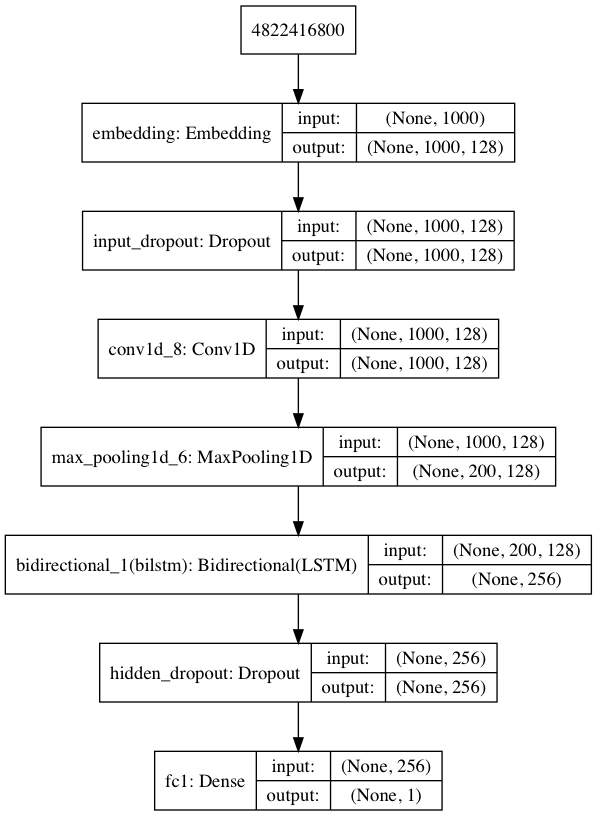 4822416800
embedding: Embedding
input:
(None, 1000)
output:
(None, 1000, 128)
input_dropout: Dropout
input:
(None, 1000, 128)
output:
(None, 1000, 128)
conv1d_8: Conv1D
input:
(None, 1000, 128)
output:
(None, 1000, 128)
max_pooling1d_6: MaxPooling1D
input:
(None, 1000, 128)
output:
(None, 200, 128)
bidirectional_1(bilstm): Bidirectional(LSTM)
input:
(None, 200, 128)
output:
(None, 256)
hidden_dropout: Dropout
input:
(None, 256)
output:
(None, 256)
fc1: Dense
input:
(None, 256)
output:
(None, 1)